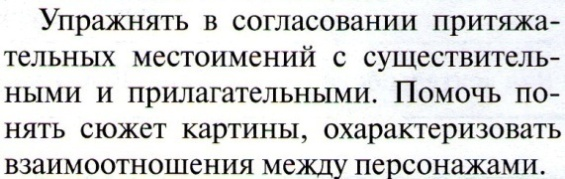 Упражнять в согласовании притяжа-
тельных местоимений с существитель-
ными и прилагательными. Помочь по-
нять сюжет картины, охарактеризовать
взаимоотношения между персонажами.